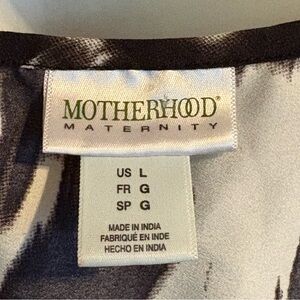 MOTHERHOOD®
MATERNITY
US L
FR G
SP G
MADE IN INDIA
FABRIQUÉ EN INDE
HECHO EN INDIA